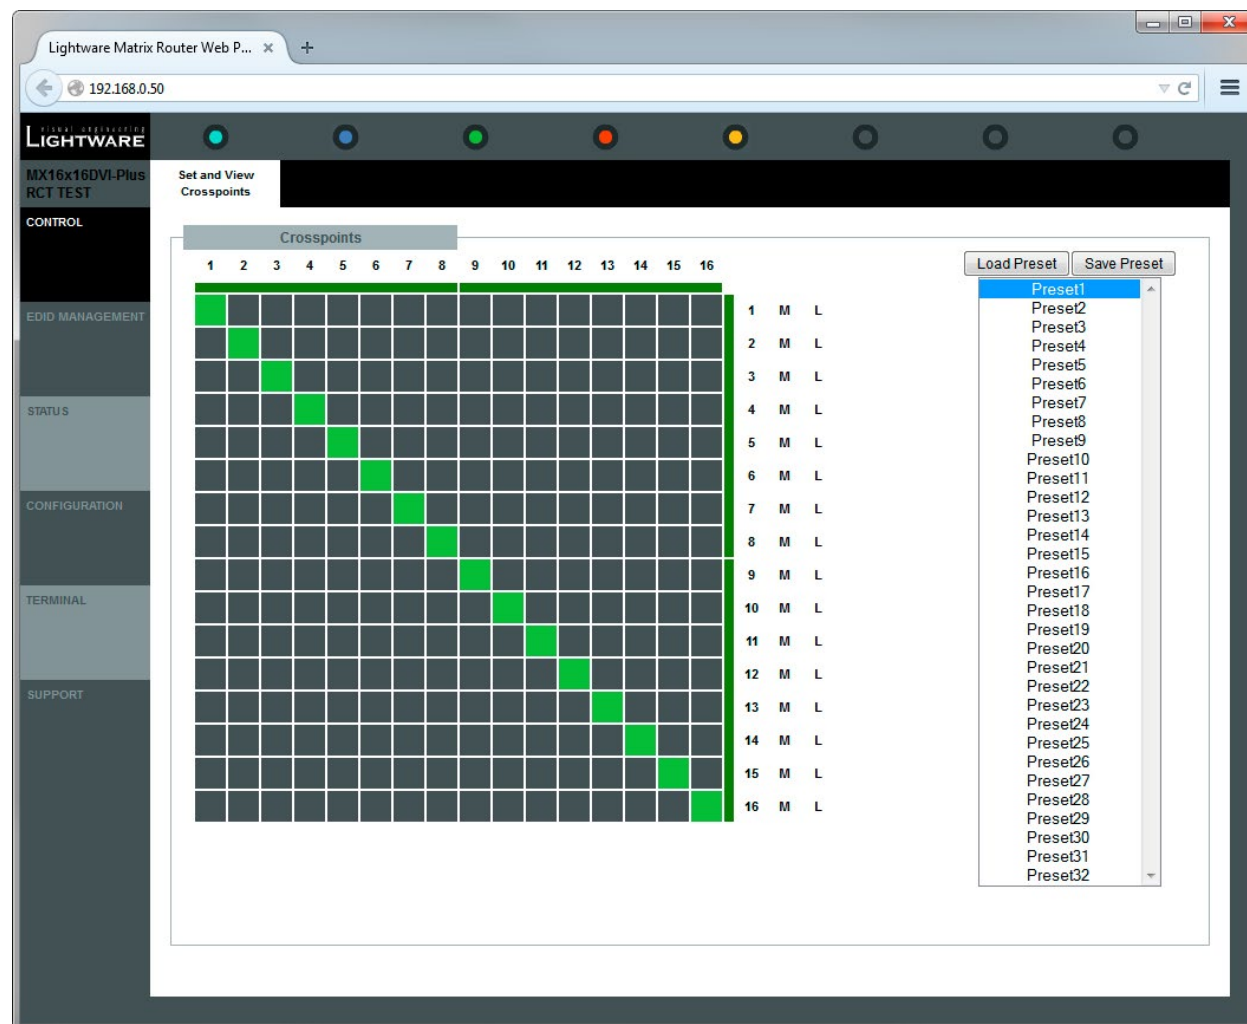 Lightware Matrix Router Web P...
192.168.0.50
visual engineering
LIGHTWARE
MX16x16DVI-Plus
RCT TEST
Set and View
Crosspoints
CONTROL
EDID MANAGEMENT
STATUS
CONFIGURATION
TERMINAL
SUPPORT
Crosspoints
1 2 3 4 5 6 7 8 9 10 11 12 13 14 15 16
1 M L
2 M L
3 M L
4 M L
5 M L
6 M L
7 M L
8 M L
9 M L
10 M L
11 M L
12 M L
13 M L
14 M L
15 M L
16 M L
Load Preset Save Preset
Preset1
Preset2
Preset3
Preset4
Preset5
Preset6
Preset7
Preset8
Preset9
Preset10
Preset11
Preset12
Preset13
Preset14
Preset15
Preset16
Preset17
Preset18
Preset19
Preset20
Preset21
Preset22
Preset23
Preset24
Preset25
Preset26
Preset27
Preset28
Preset29
Preset30
Preset31
Preset32